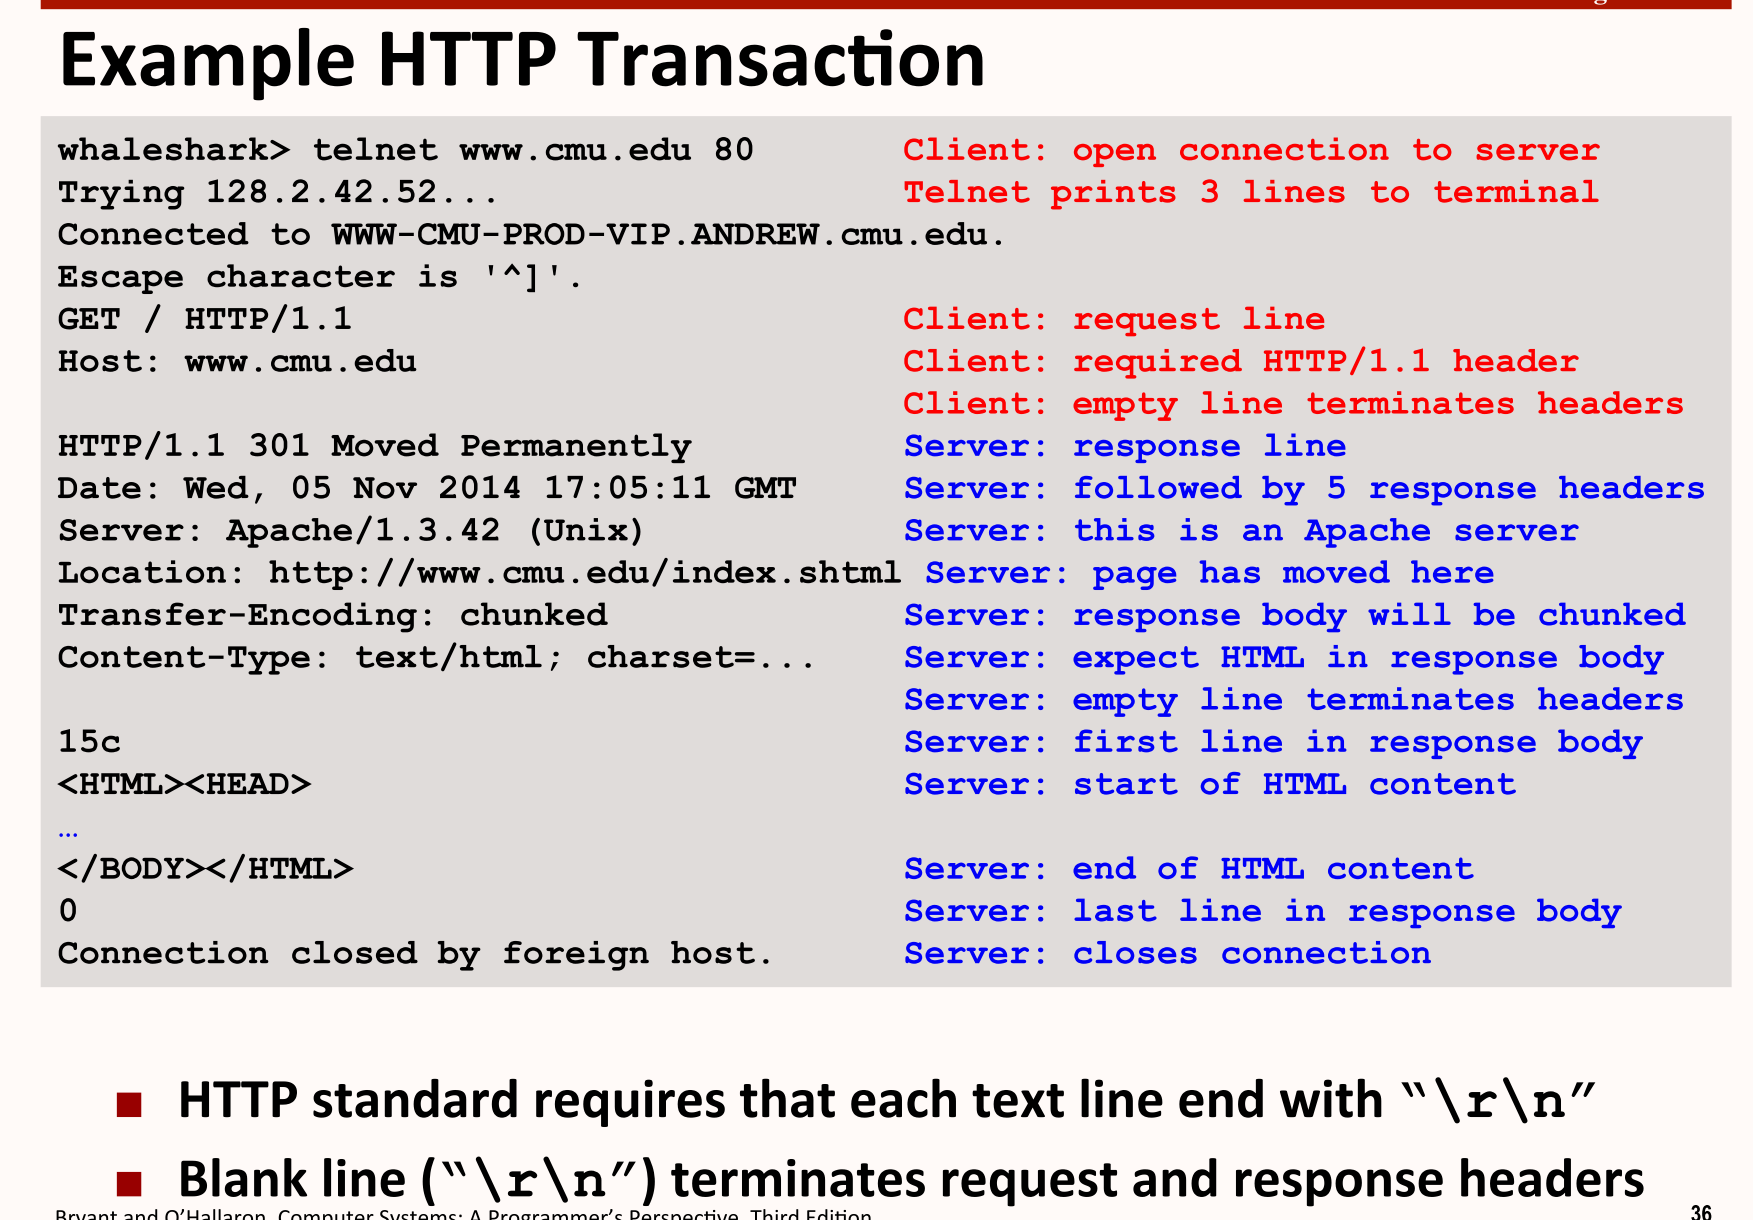 Example HTTP Transaction
whaleshark> telnet www.cmu.edu 80 Client: open connection to server
Trying 128.2.42.52... Telnet prints 3 lines to terminal
Connected to WWW-CMU-PROD-VIP.ANDREW.cmu.edu.
Escape character is '^]'.
GET / HTTP/1.1 Client: request line
Host: www.cmu.edu Client: required HTTP/1.1 header
Client: empty line terminates headers
HTTP/1.1 301 Moved Permanently Server: response line
Date: Wed, 05 Nov 2014 17:05:11 GMT Server: followed by 5 response headers
Server: Apache/1.3.42 (Unix) Server: this is an Apache server
Location: http://www.cmu.edu/index.shtml Server: page has moved here
Transfer-Encoding: chunked Server: response body will be chunked
Content-Type: text/html; charset=... Server: expect HTML in response body
Server: empty line terminates headers
15c Server: first line in response body
<HTML><HEAD> Server: start of HTML content
…
</BODY></HTML> Server: end of HTML content
0 Server: last line in response body
Connection closed by foreign host. Server: closes connection
■ HTTP standard requires that each text line end with “\r\n”
■ Blank line (“\r\n”) terminates request and response headers
Bryant and O’Hallaron, Computer Systems: A Programmer’s Perspective, Third Edition 36